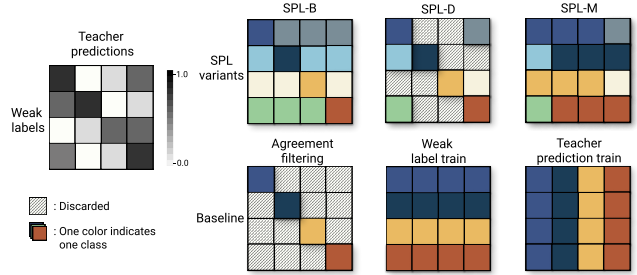 SPL-B
SPL-D
SPL-M
Teacher
predictions
SPL
variants
1.0
Weak
labels
0.0
Agreement
filtering
Weak
label train
Teacher
prediction train
Baseline
: Discarded
: One color indicates
one class